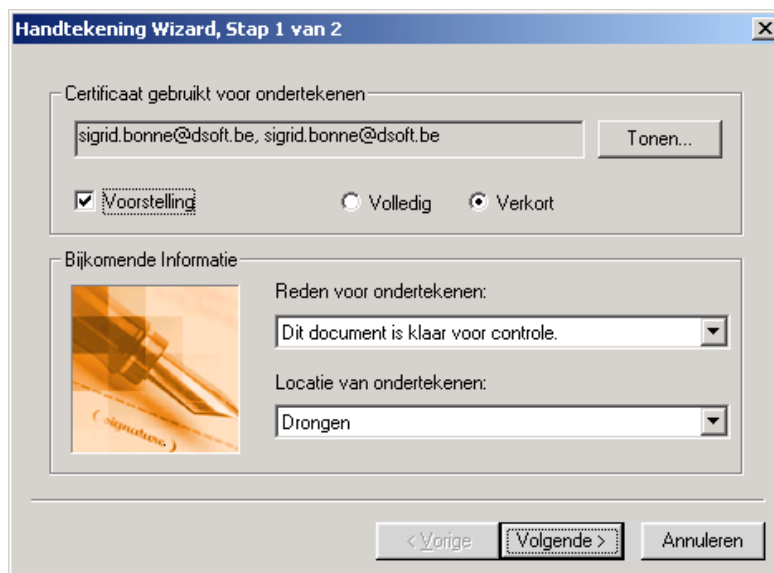 Handtekening Wizard, Stap 1 van 2
Certificaat gebruikt voor ondertekenen
sigrid.bonne@dsoft.be, sigrid.bonne@dsoft.be
Tonen...
Voorstelling
Volledig
Verkort
Bijkomende Informatie
Reden voor ondertekenen:
Dit document is klaar voor controle.
Locatie van ondertekenen:
Drongen
( signature )
< Vorige
Volgende >
Annuleren